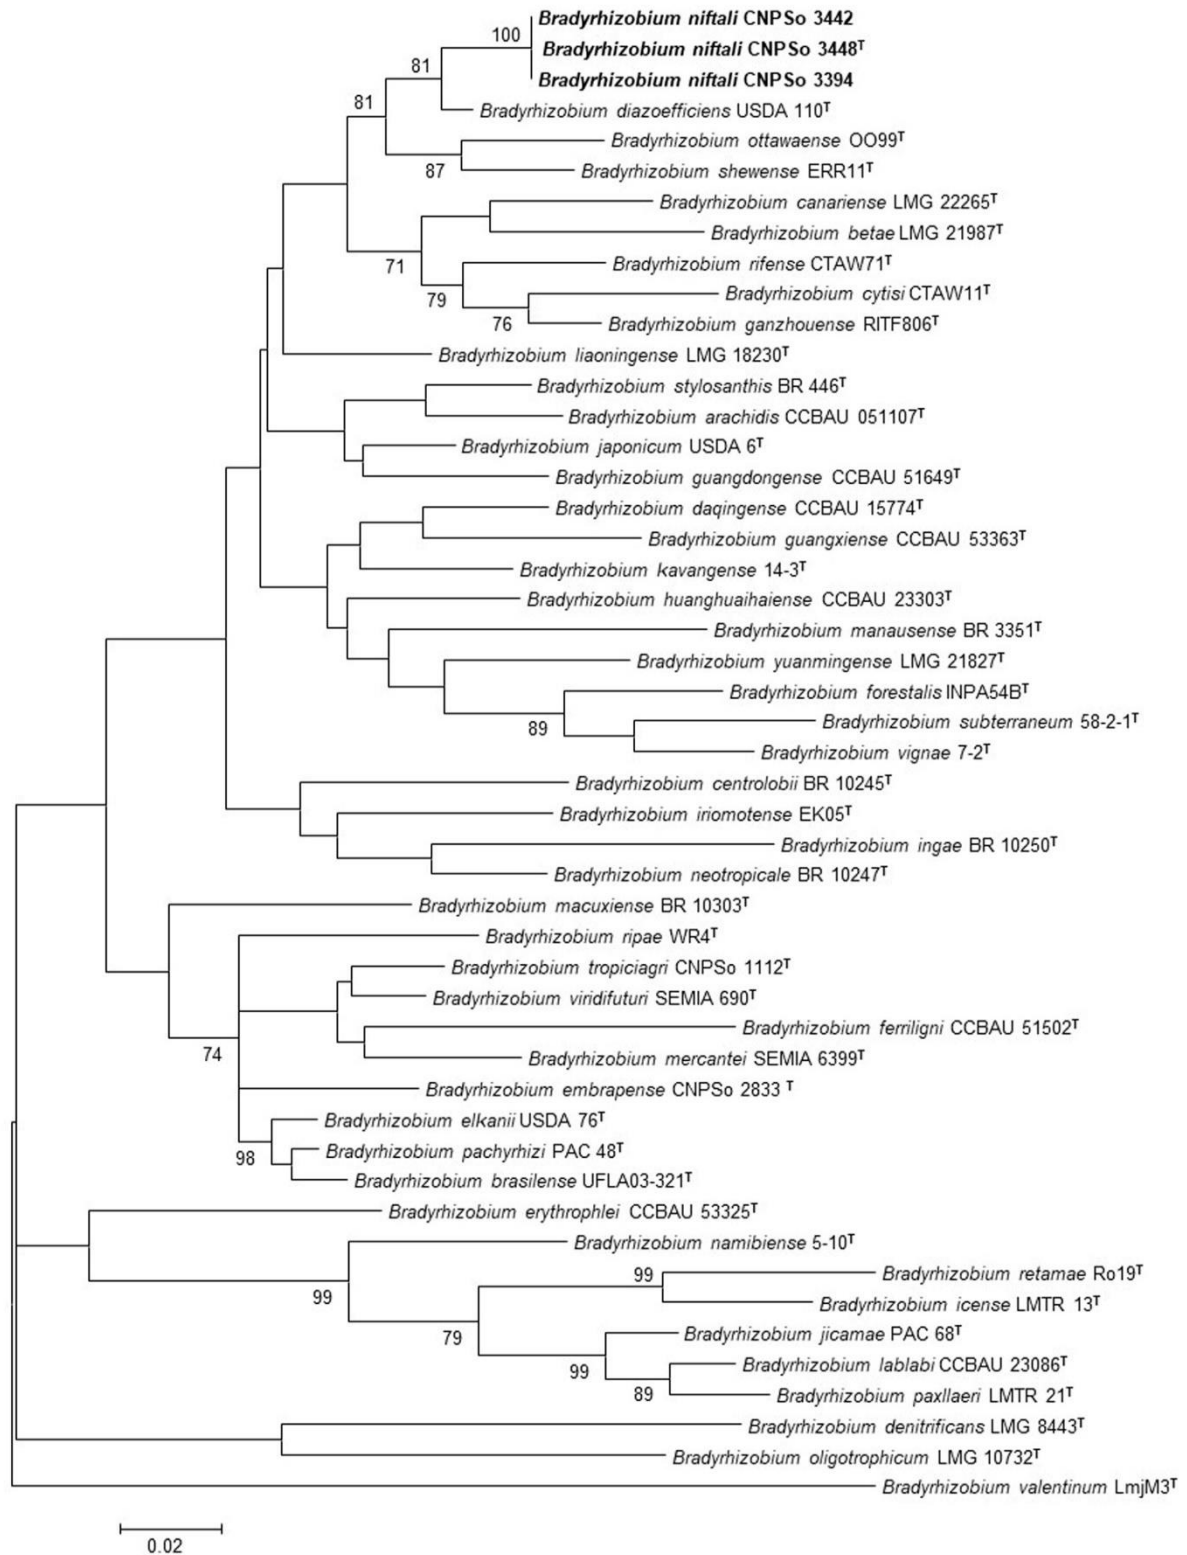 Bradyrhizobium niftali CNPSo 3442
100
Bradyrhizobium niftali CNPSo 3448ᵀ
81
Bradyrhizobium niftali CNPSo 3394
81
Bradyrhizobium diazoefficiens USDA 110ᵀ
Bradyrhizobium ottawaense OO99ᵀ
87
Bradyrhizobium shewense ERR11ᵀ
Bradyrhizobium canariense LMG 22265ᵀ
Bradyrhizobium betae LMG 21987ᵀ
71
Bradyrhizobium rifense CTAW71ᵀ
79
Bradyrhizobium cytisi CTAW11ᵀ
76
Bradyrhizobium ganzhouense RITF806ᵀ
Bradyrhizobium liaoningense LMG 18230ᵀ
Bradyrhizobium stylosanthis BR 446ᵀ
Bradyrhizobium arachidis CCBAU 051107ᵀ
Bradyrhizobium japonicum USDA 6ᵀ
Bradyrhizobium guangdongense CCBAU 51649ᵀ
Bradyrhizobium daqingense CCBAU 15774ᵀ
Bradyrhizobium guangxiense CCBAU 53363ᵀ
Bradyrhizobium kavangense 14-3ᵀ
Bradyrhizobium huanghuaihaiense CCBAU 23303ᵀ
Bradyrhizobium manausense BR 3351ᵀ
Bradyrhizobium yuanmingense LMG 21827ᵀ
Bradyrhizobium forestalis INPA54Bᵀ
89
Bradyrhizobium subterraneum 58-2-1ᵀ
Bradyrhizobium vignae 7-2ᵀ
Bradyrhizobium centrolobii BR 10245ᵀ
Bradyrhizobium iriomotense EK05ᵀ
Bradyrhizobium ingae BR 10250ᵀ
Bradyrhizobium neotropicale BR 10247ᵀ
Bradyrhizobium macuxiense BR 10303ᵀ
Bradyrhizobium ripae WR4ᵀ
Bradyrhizobium tropiciagri CNPSo 1112ᵀ
Bradyrhizobium viridifuturi SEMIA 690ᵀ
Bradyrhizobium ferriligni CCBAU 51502ᵀ
74
Bradyrhizobium mercantei SEMIA 6399ᵀ
Bradyrhizobium embrapense CNPSo 2833 ᵀ
Bradyrhizobium elkanii USDA 76ᵀ
98
Bradyrhizobium pachyrhizi PAC 48ᵀ
Bradyrhizobium brasilense UFLA03-321ᵀ
Bradyrhizobium erythrophlei CCBAU 53325ᵀ
Bradyrhizobium namibiense 5-10ᵀ
99
Bradyrhizobium retamae Ro19ᵀ
99
Bradyrhizobium icense LMTR 13ᵀ
79
Bradyrhizobium jicamae PAC 68ᵀ
99
Bradyrhizobium lablabi CCBAU 23086ᵀ
89
Bradyrhizobium paxllaeri LMTR 21ᵀ
Bradyrhizobium denitrificans LMG 8443ᵀ
Bradyrhizobium oligotrophicum LMG 10732ᵀ
Bradyrhizobium valentinum LmjM3ᵀ
0.02